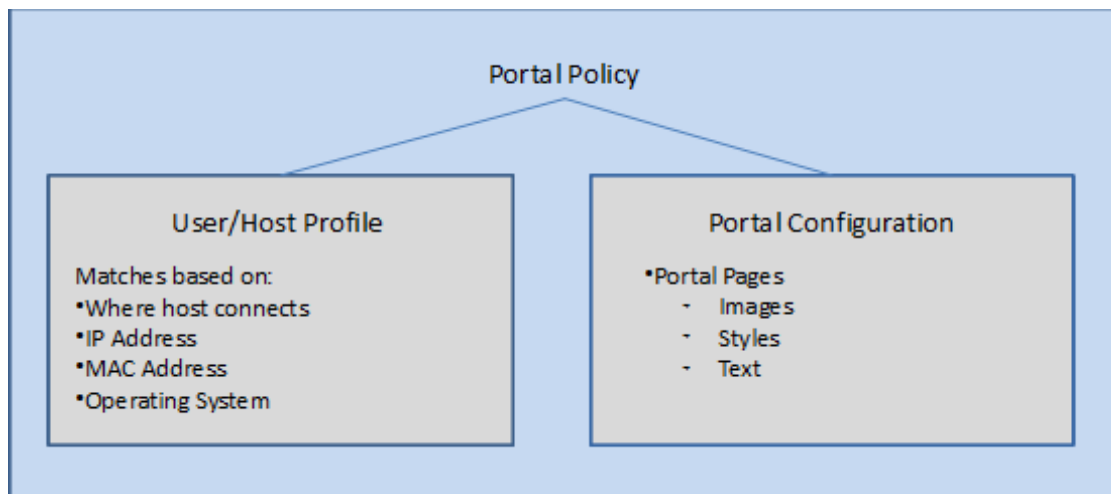 Portal Policy
User/Host Profile
Matches based on:
•Where host connects
•IP Address
•MAC Address
•Operating System
Portal Configuration
•Portal Pages
- Images
- Styles
- Text